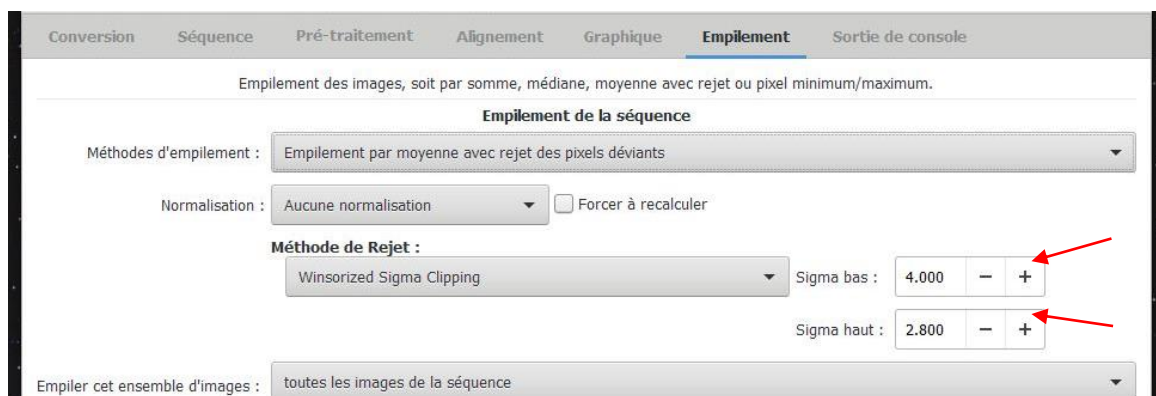 Conversion Séquence Pré-traitement Alignement Graphique Empilement Sortie de console
Empilement des images, soit par somme, médiane, moyenne avec rejet ou pixel minimum/maximum.
Empilement de la séquence
Méthodes d'empilement : Empilement par moyenne avec rejet des pixels déviants
Normalisation : Aucune normalisation Forcer à recalculer
Méthode de Rejet :
Winsorized Sigma Clipping Sigma bas : 4.000 − +
Sigma haut : 2.800 − +
Empiler cet ensemble d'images : toutes les images de la séquence